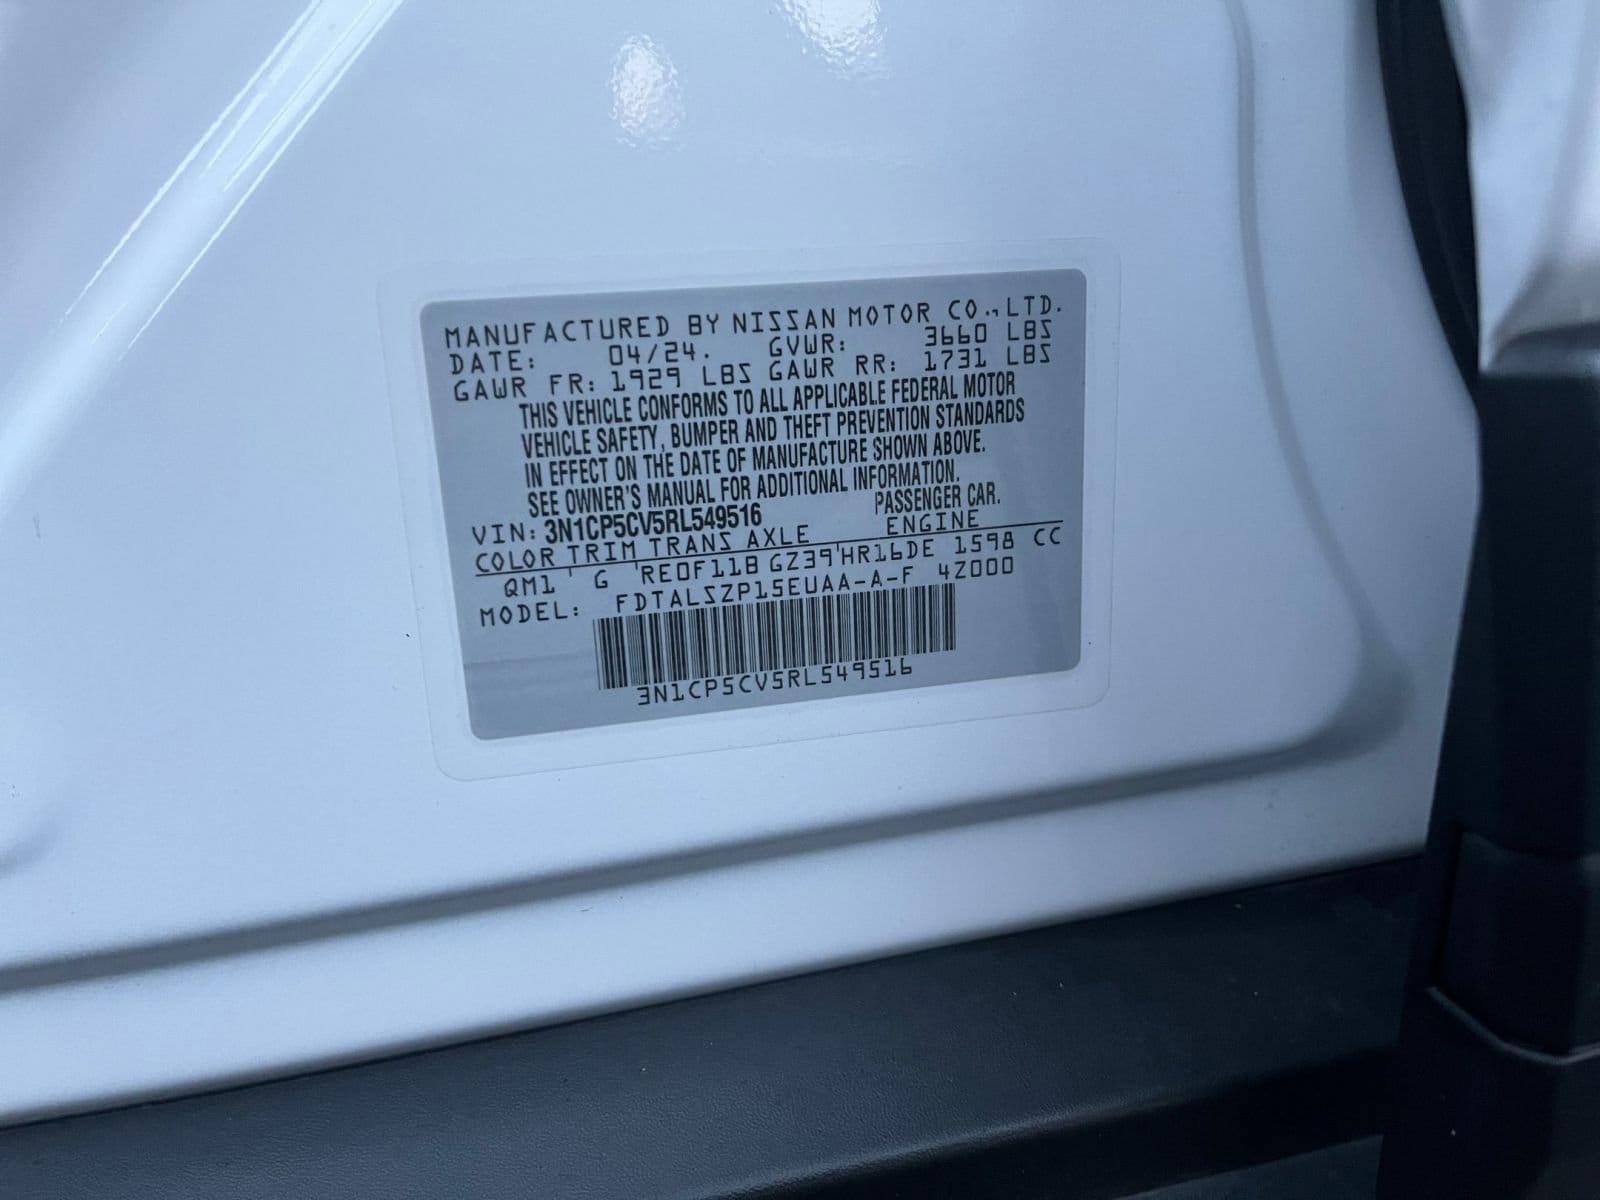 MANUFACTURED BY NISSAN MOTOR CO.,LTD.
DATE: 04/24. GVWR: 3660 LBS
GAWR FR: 1929 LBS GAWR RR: 1731 LBS
THIS VEHICLE CONFORMS TO ALL APPLICABLE FEDERAL MOTOR
VEHICLE SAFETY, BUMPER AND THEFT PREVENTION STANDARDS
IN EFFECT ON THE DATE OF MANUFACTURE SHOWN ABOVE.
SEE OWNER'S MANUAL FOR ADDITIONAL INFORMATION.
VIN: 3N1CP5CV5RL549516 PASSENGER CAR.
COLOR TRIM TRANS AXLE ENGINE
QM1 ' G 'RE0F11B GZ39'HR16DE 1598 CC
MODEL: FDTALSZP15EUAA-A-F 4Z000
3N1CP5CV5RL549516